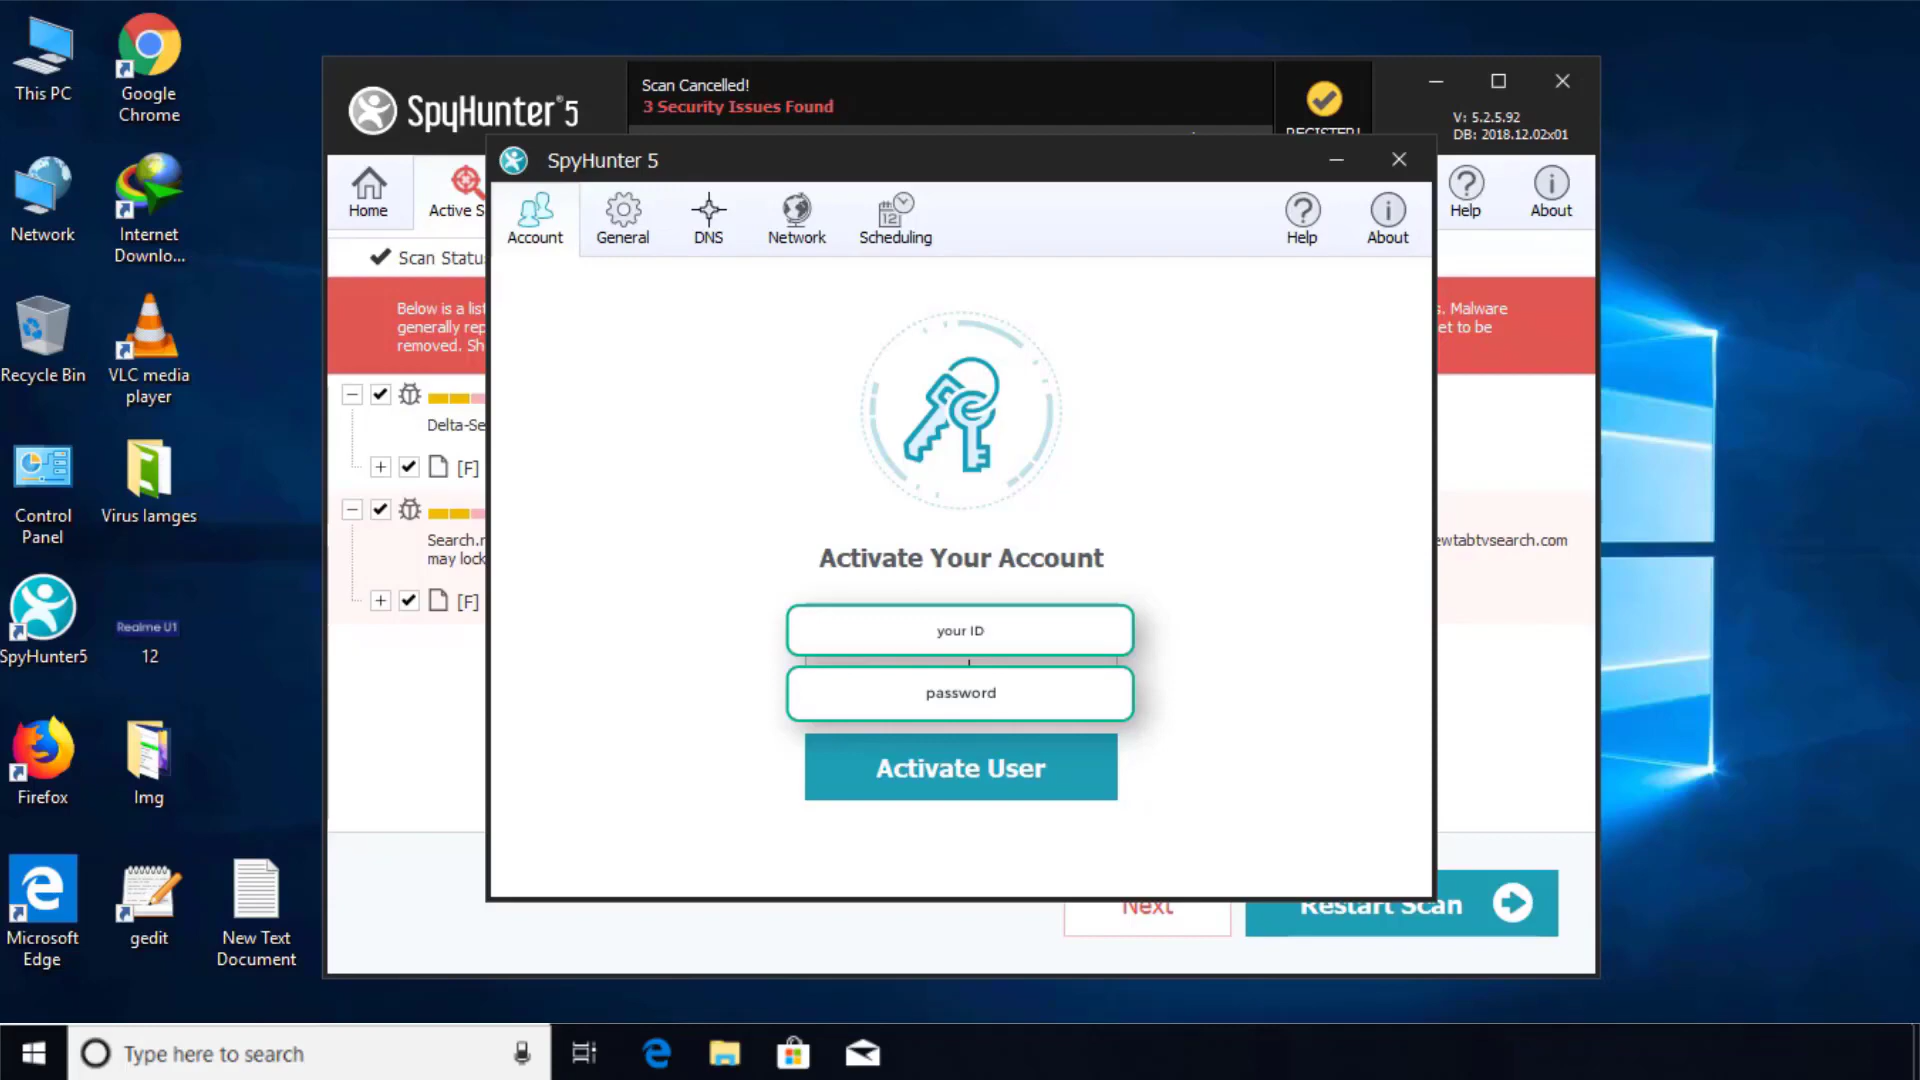 This PC
Google
Chrome
Network
Internet
Downlo...
Recycle Bin
VLC media
player
Control
Panel
Virus Iamges
SpyHunter5
Realme U1
12
Firefox
Img
Microsoft
Edge
gedit
New Text
Document
SpyHunter®5
Scan Cancelled!
3 Security Issues Found
REGISTER!
V: 5.2.5.92
DB: 2018.12.02x01
Home
Active S
Help
About
Scan Statu
Below is a list
generally rep
removed. Sh
s. Malware
et to be
Delta-Se
[F]
Search.
may lock
ewtabtvsearch.com
[F]
Next
Restart Scan
SpyHunter 5
Account
General
DNS
Network
12
Scheduling
Help
About
Activate Your Account
your ID
password
Activate User
Type here to search